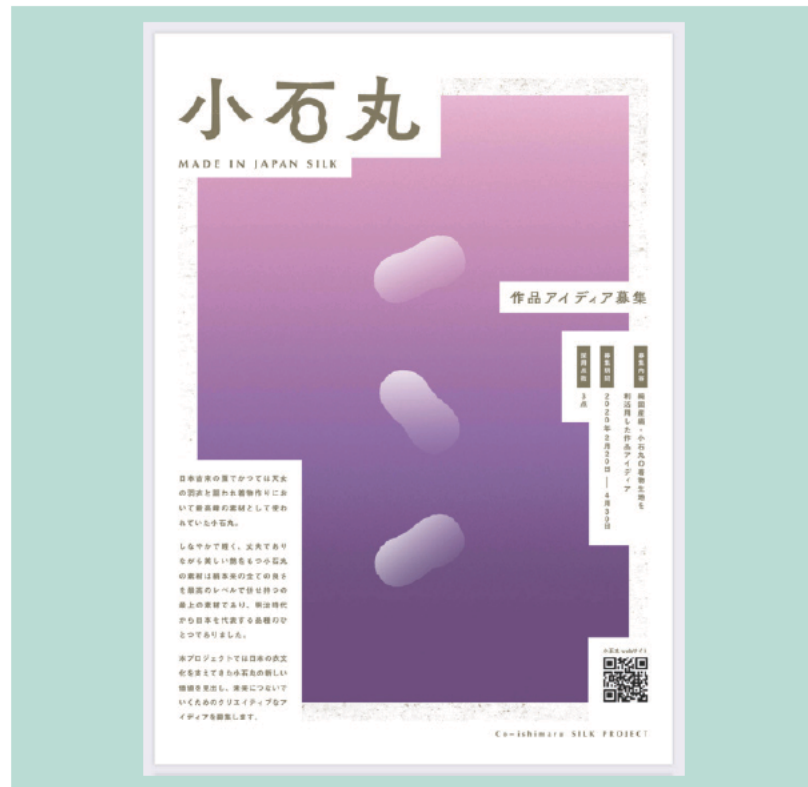 小石丸
MADE IN JAPAN SILK
作品アイディア募集
募集内容
純国産絹・小石丸の着物生地を
利活用した作品アイディア
募集期間
2020年2月20日 — 4月30日
採用点数
3点
日本古来の蚕でかつては天女
の羽衣と謳われ着物作りにお
いて最高峰の素材として使わ
れていた小石丸。
しなやかで軽く、丈夫であり
ながら美しい艶をもつ小石丸
の素材は絹本来の全ての良さ
を最高のレベルで併せ持つの
最上の素材であり、明治時代
から日本を代表する品種のひ
とつでありました。
本プロジェクトでは日本の衣文
化を支えてきた小石丸の新しい
価値を見出し、未来につないで
いくためのクリエイティブなア
イディアを募集します。
小石丸webサイト
Co=ishimaru SILK PROJECT